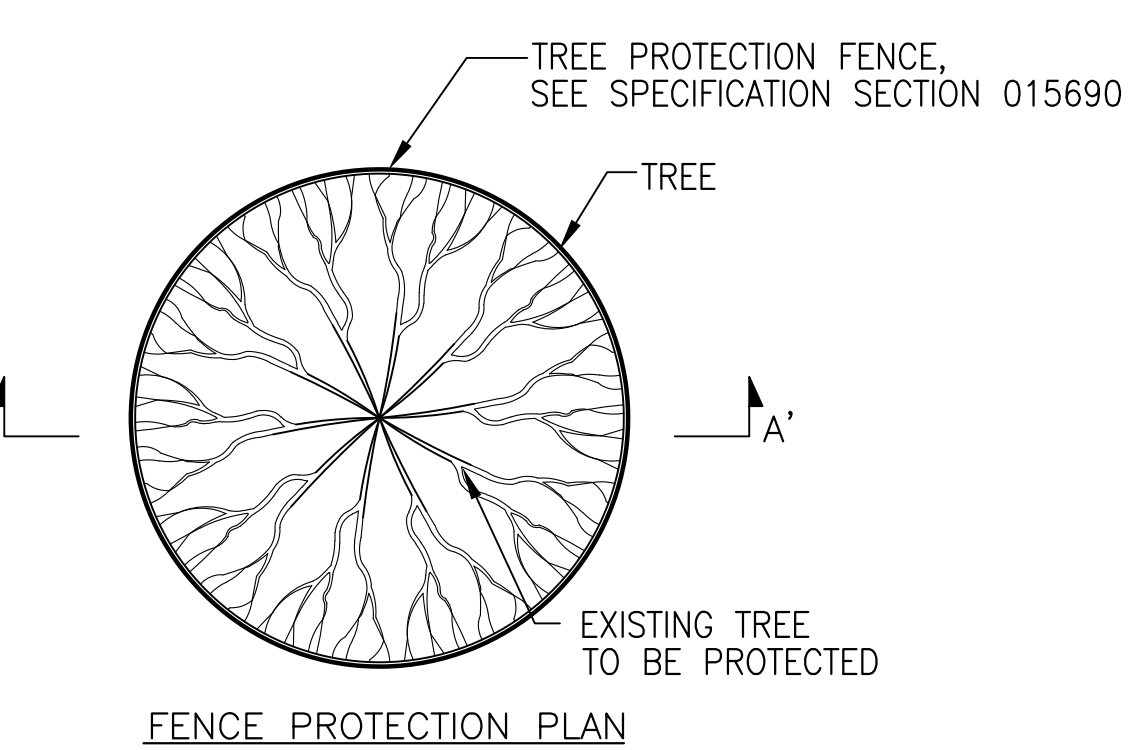 TREE PROTECTION FENCE,
SEE SPECIFICATION SECTION 015690
TREE
A'
EXISTING TREE
TO BE PROTECTED
FENCE PROTECTION PLAN